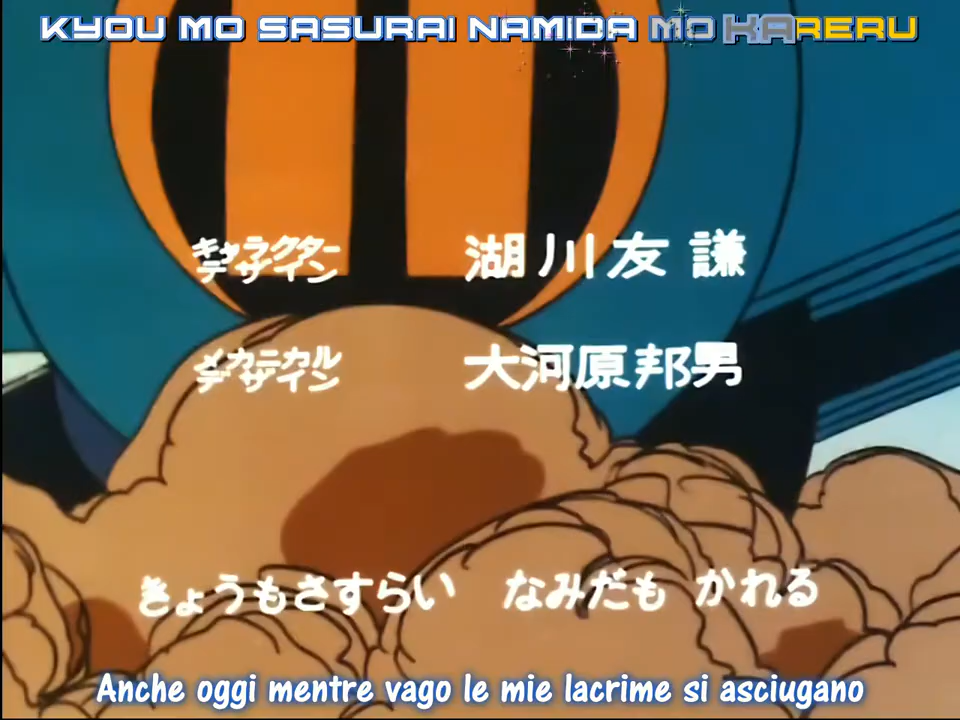 KYOU MO SASURAI NAMIDA MO KARERU
キャラクター
デザイン 湖川友謙
メカニカル
デザイン 大河原邦男
きょうもさすらい なみだも かれる
Anche oggi mentre vago le mie lacrime si asciugano